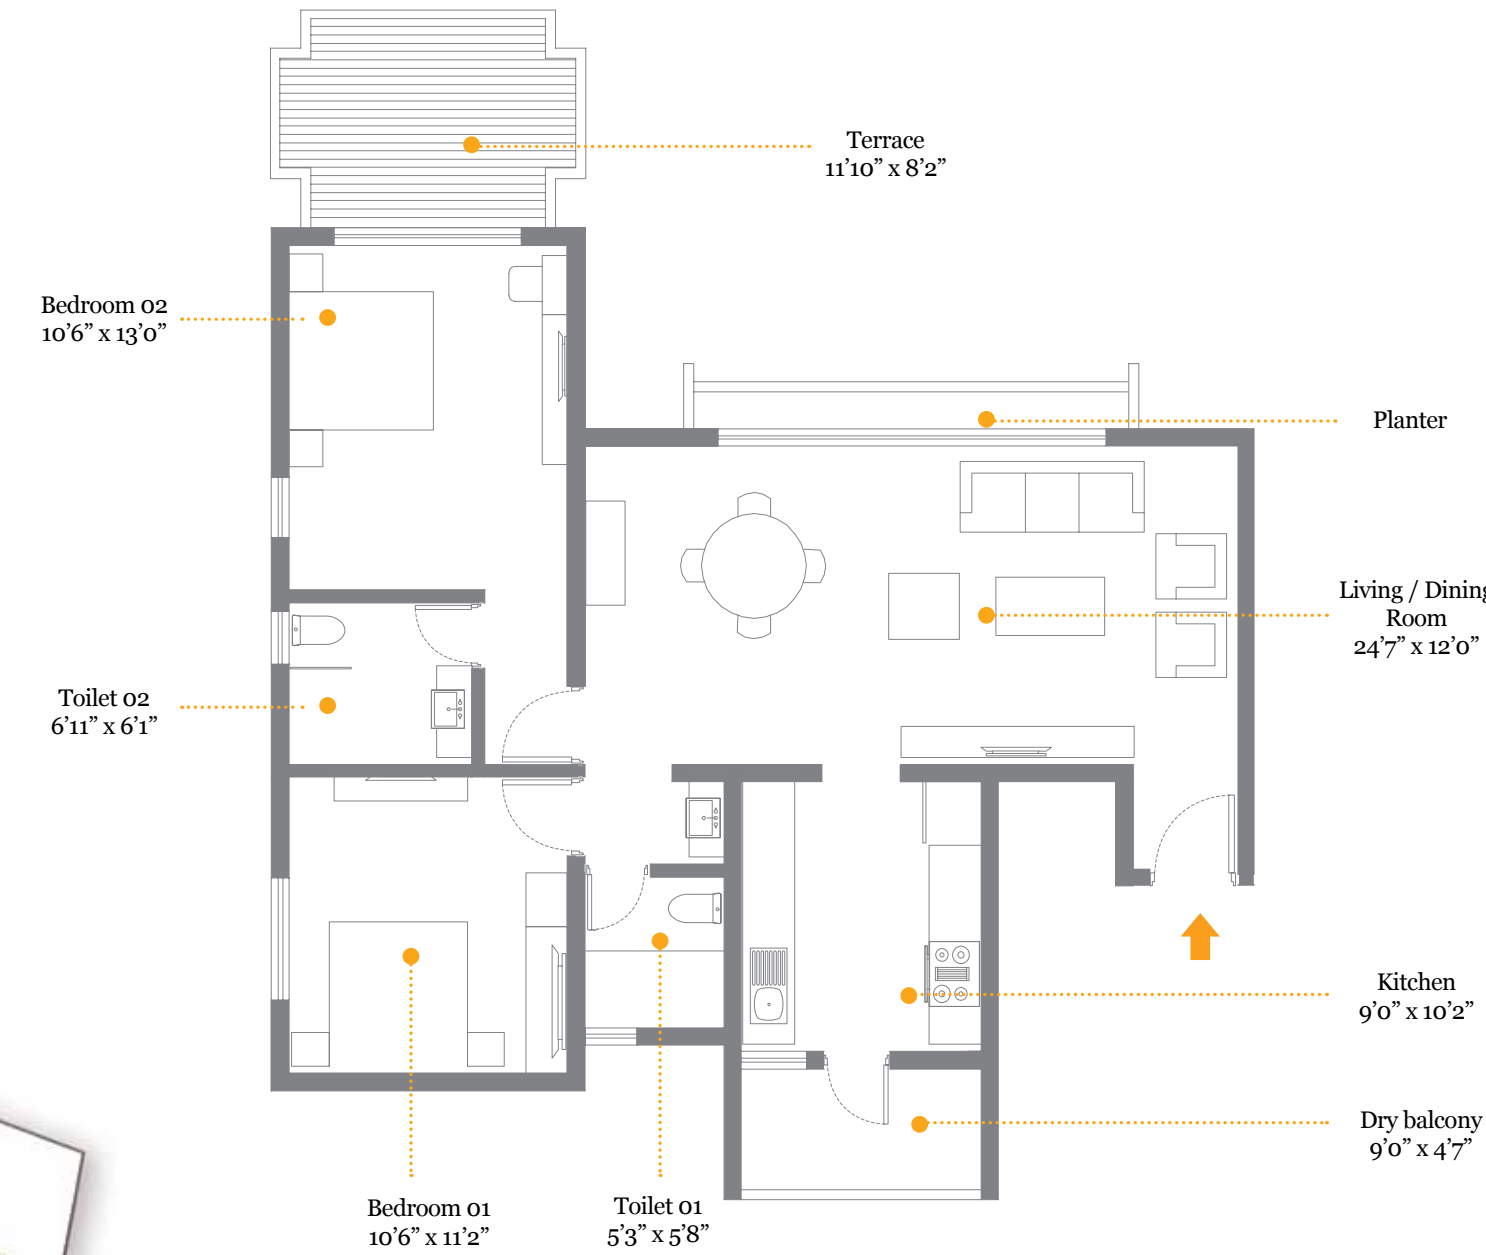 Terrace
11’10” x 8’2”
Bedroom 02
10’6” x 13’0”
Planter
Living / Dining
Room
24’7” x 12’0”
Toilet 02
6’11” x 6’1”
Kitchen
9’0” x 10’2”
Dry balcony
9’0” x 4’7”
Bedroom 01
10’6” x 11’2”
Toilet 01
5’3” x 5’8”